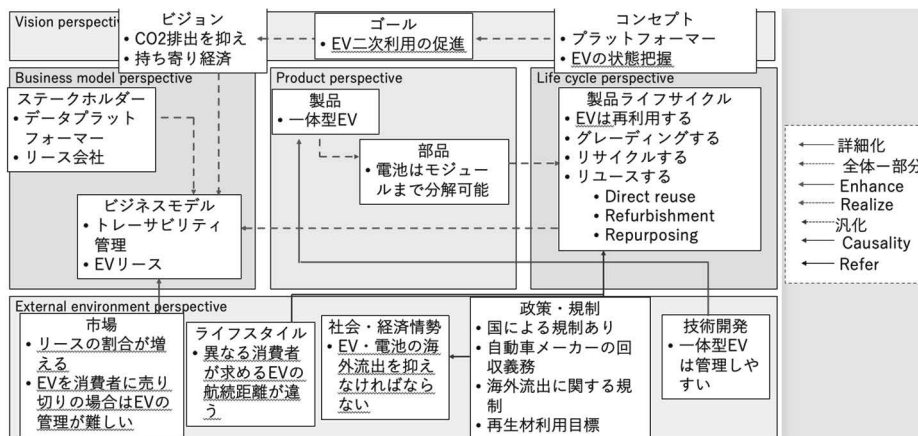 Vision perspective
ビジョン
• CO2排出を抑え
• 持ち寄り経済
ゴール
• EV二次利用の促進
コンセプト
• プラットフォーマー
• EVの状態把握
Business model perspective
ステークホルダー
• データプラット
フォーマー
• リース会社
ビジネスモデル
• トレーサビリティ
管理
• EVリース
Product perspective
製品
• 一体型EV
部品
• 電池はモジュー
ルまで分解可能
Life cycle perspective
製品ライフサイクル
• EVは再利用する
• グレーディングする
• リサイクルする
• リユースする
• Direct reuse
• Refurbishment
• Repurposing
External environment perspective
市場
• リースの割合が増
える
• EVを消費者に売り
切りの場合はEVの
管理が難しい
ライフスタイル
• 異なる消費者
が求めるEVの
航続距離が違
う
社会・経済情勢
• EV・電池の海
外流出を抑え
なければなら
ない
政策・規制
• 国による規制あり
• 自動車メーカーの回
収義務
• 海外流出に関する規
制
• 再生材利用目標
技術開発
• 一体型EV
は管理しや
すい
詳細化
全体一部分
Enhance
Realize
汎化
Causality
Refer